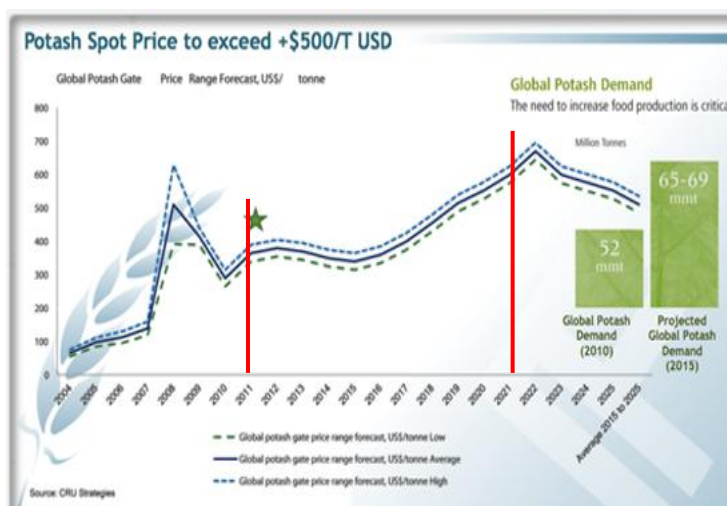 Potash Spot Price to exceed +$500/T USD
Global Potash Gate Price Range Forecast, US$/ tonne
Global Potash Demand
The need to increase food production is critica
Million Tonnes
800
700
600
500
400
300
200
100
0
65-69
mmt
52
mmt
Global Potash
Demand
(2010)
Projected
Global Potash
Demand
(2015)
2004
2005
2006
2007
2008
2009
2010
2011
2012
2013
2014
2015
2016
2017
2018
2019
2020
2021
2022
2023
2024
2025
Average 2015 to 2025
Global potash gate price range forecast, US$/tonne Low
Global potash gate price range forecast, US$/tonne Average
Global potash gate price range forecast, US$/tonne High
Source: CRU Strategies